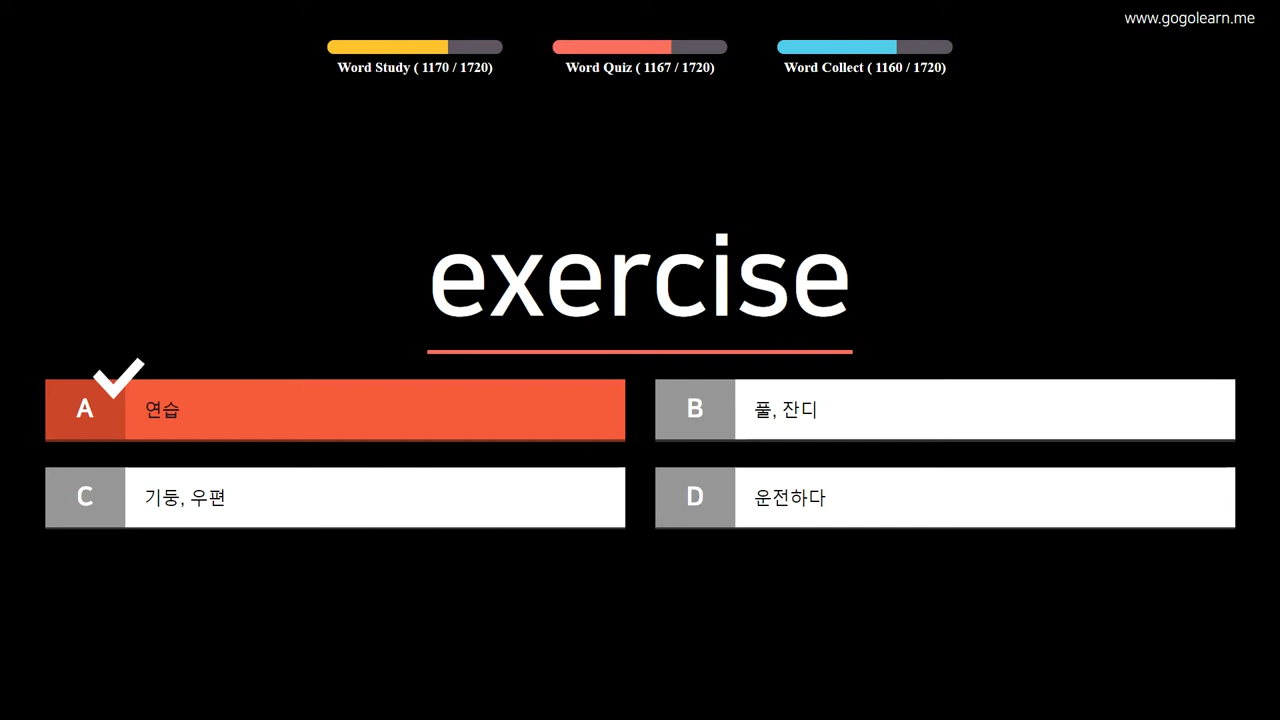 www.gogolearn.me
Word Study ( 1170 / 1720)
Word Quiz ( 1167 / 1720)
Word Collect ( 1160 / 1720)
exercise
A 연습
B 풀, 잔디
C 기둥, 우편
D 운전하다